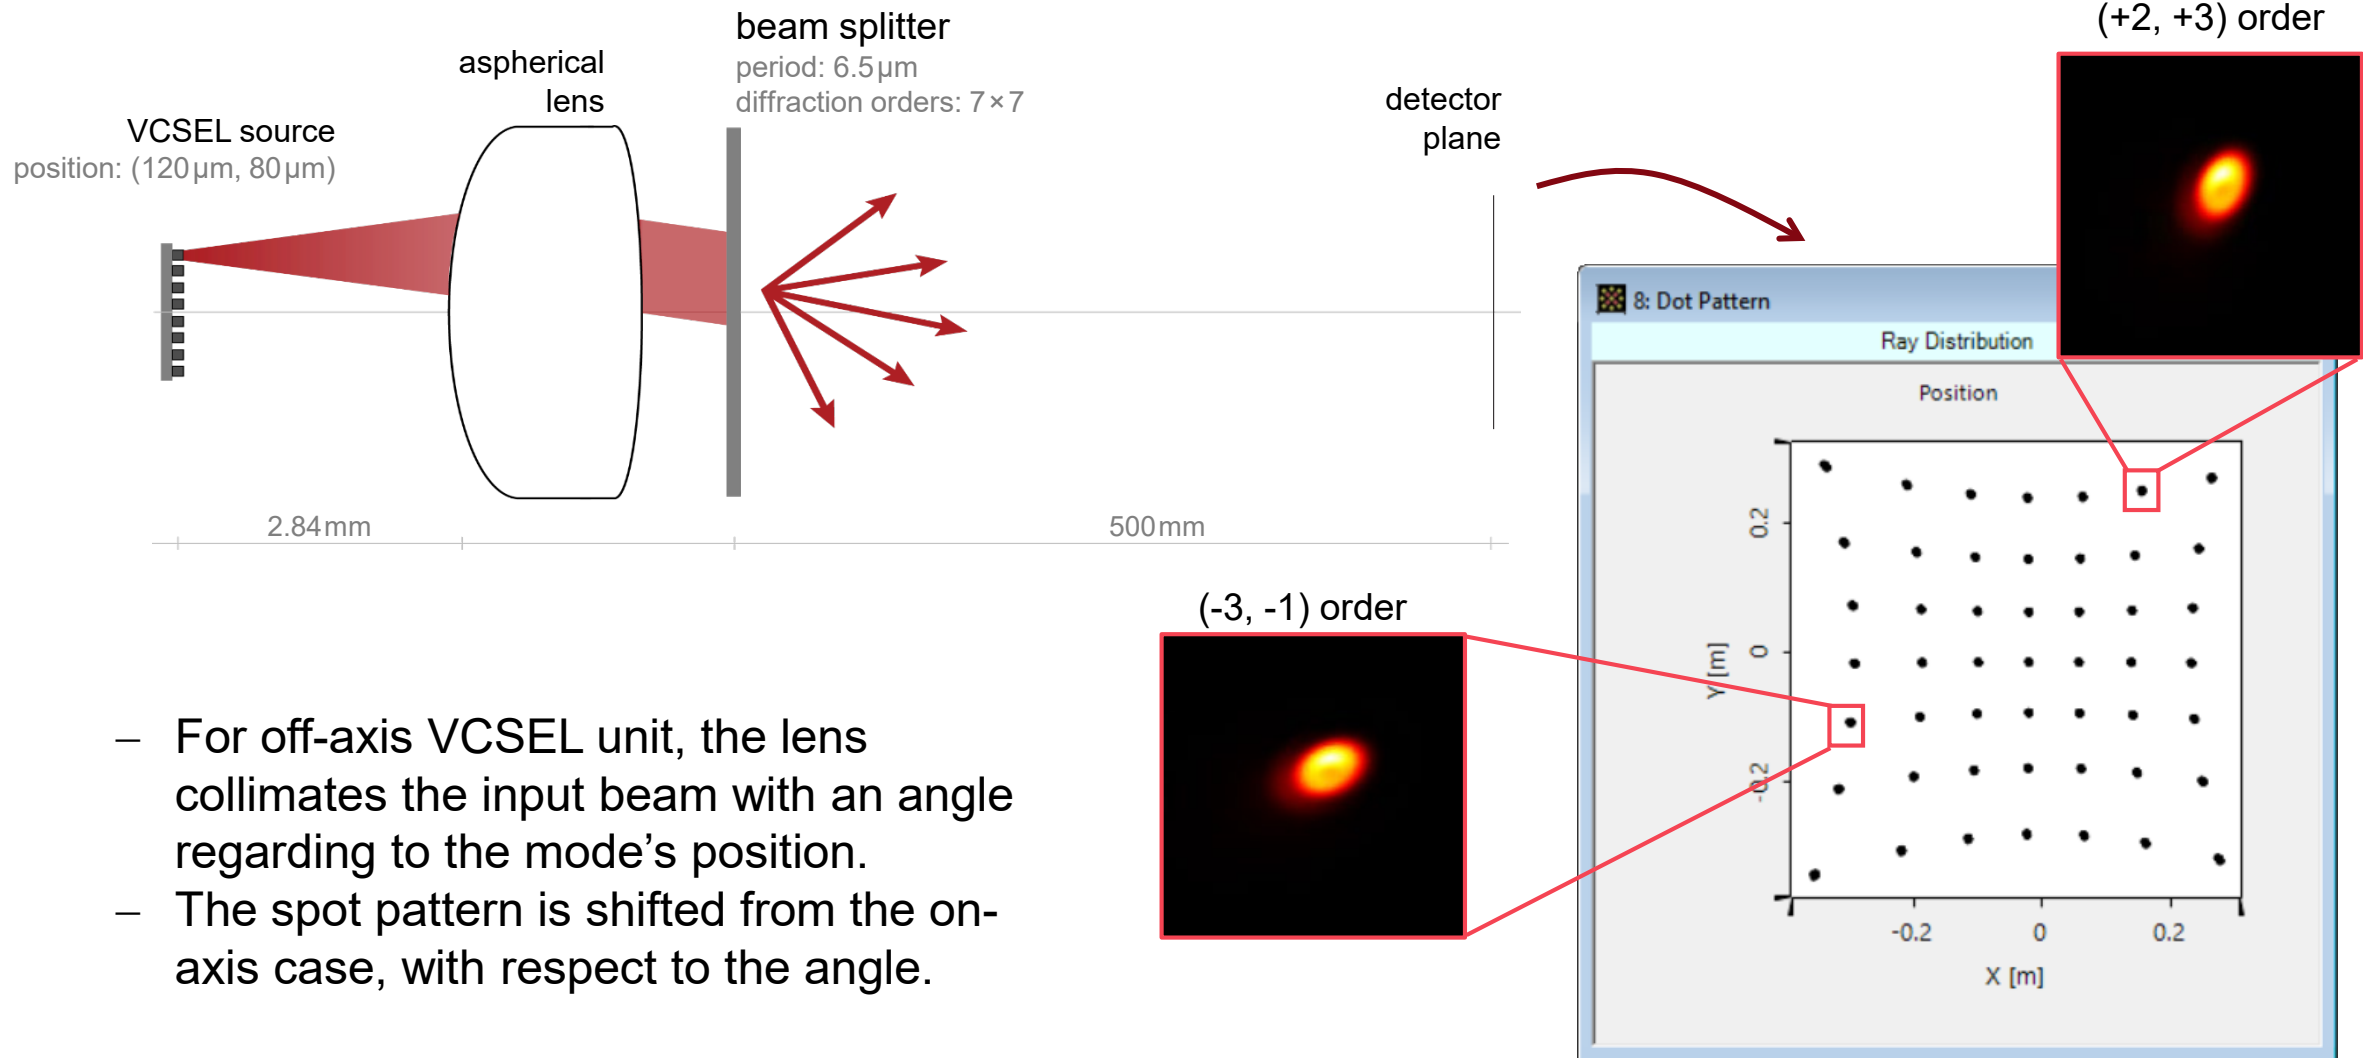 beam splitter
period: 6.5µm
diffraction orders: 7×7
aspherical
lens
VCSEL source
position: (120µm, 80µm)
detector
plane
(+2, +3) order
2.84mm
500mm
8: Dot Pattern
Ray Distribution
Position
0.2
0
-0.2
Y [m]
-0.2
0
0.2
X [m]
(-3, -1) order
– For off-axis VCSEL unit, the lens
collimates the input beam with an angle
regarding to the mode’s position.
– The spot pattern is shifted from the on-
axis case, with respect to the angle.